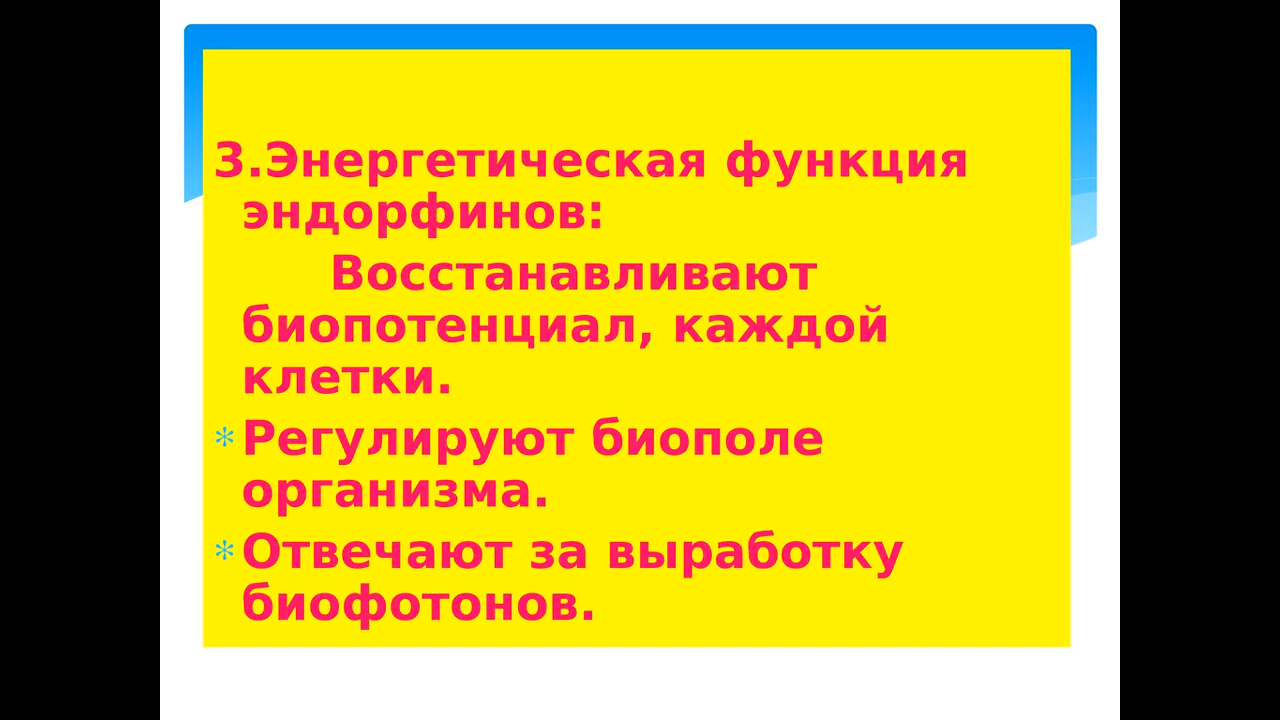 3.Энергетическая функция
эндорфинов:
Восстанавливают
биопотенциал, каждой
клетки.
* Регулируют биополе
организма.
* Отвечают за выработку
биофотонов.